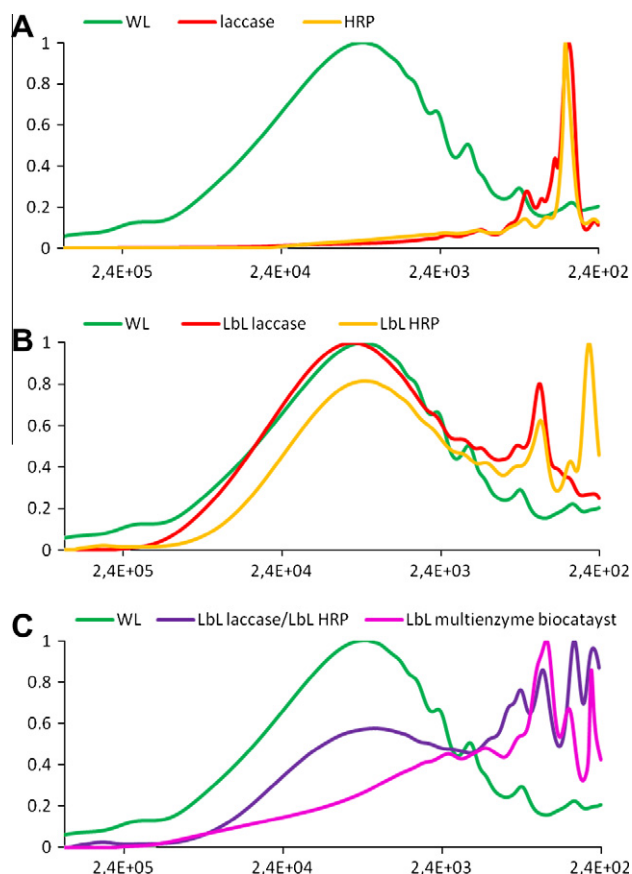 A
WL laccase HRP
1
0.8
0.6
0.4
0.2
0
2,4E+05 2,4E+04 2,4E+03 2,4E+02
B
WL LbL laccase LbL HRP
1
0.8
0.6
0.4
0.2
0
2,4E+05 2,4E+04 2,4E+03 2,4E+02
C
WL LbL laccase/LbL HRP LbL multienzyme biocatayst
1
0.8
0.6
0.4
0.2
0
2,4E+05 2,4E+04 2,4E+03 2,4E+02